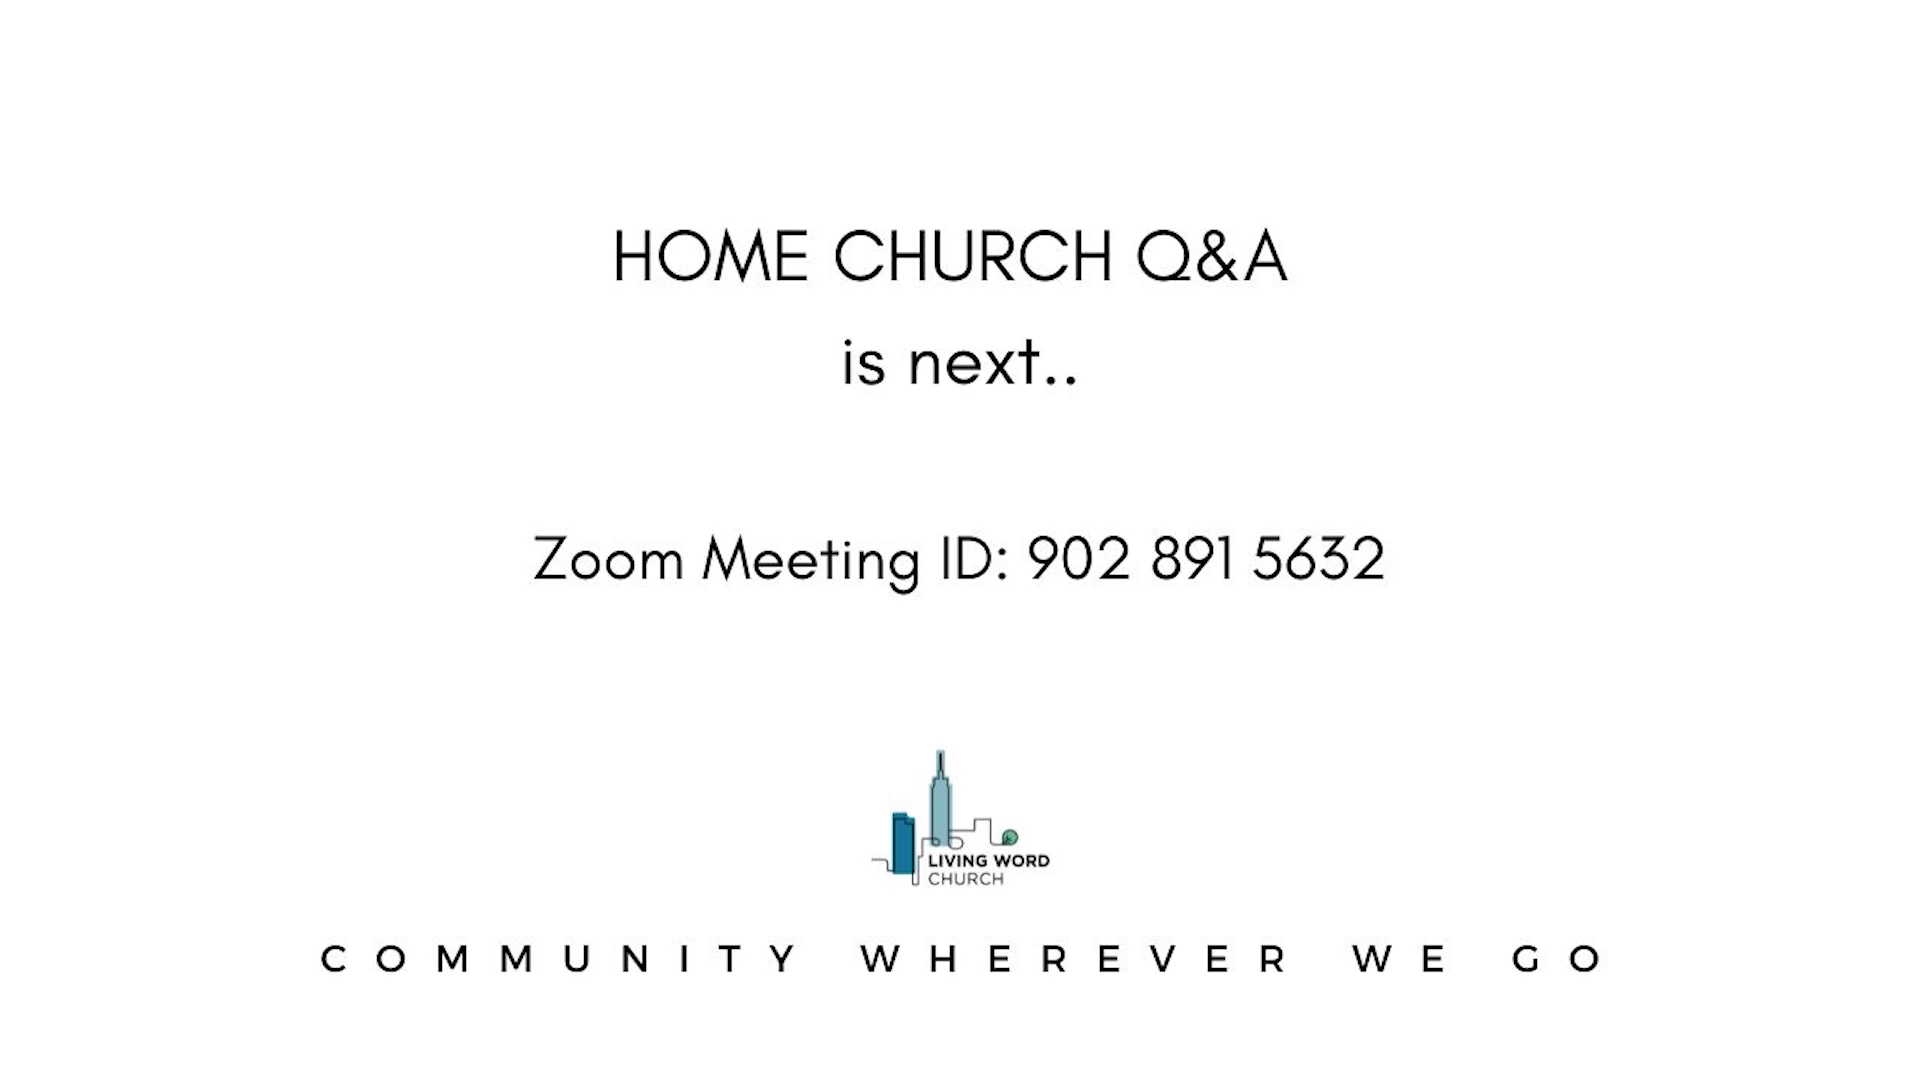 HOME CHURCH Q&A
is next..
Zoom Meeting ID: 902 891 5632
LIVING WORD
CHURCH
COMMUNITY WHEREVER WE GO